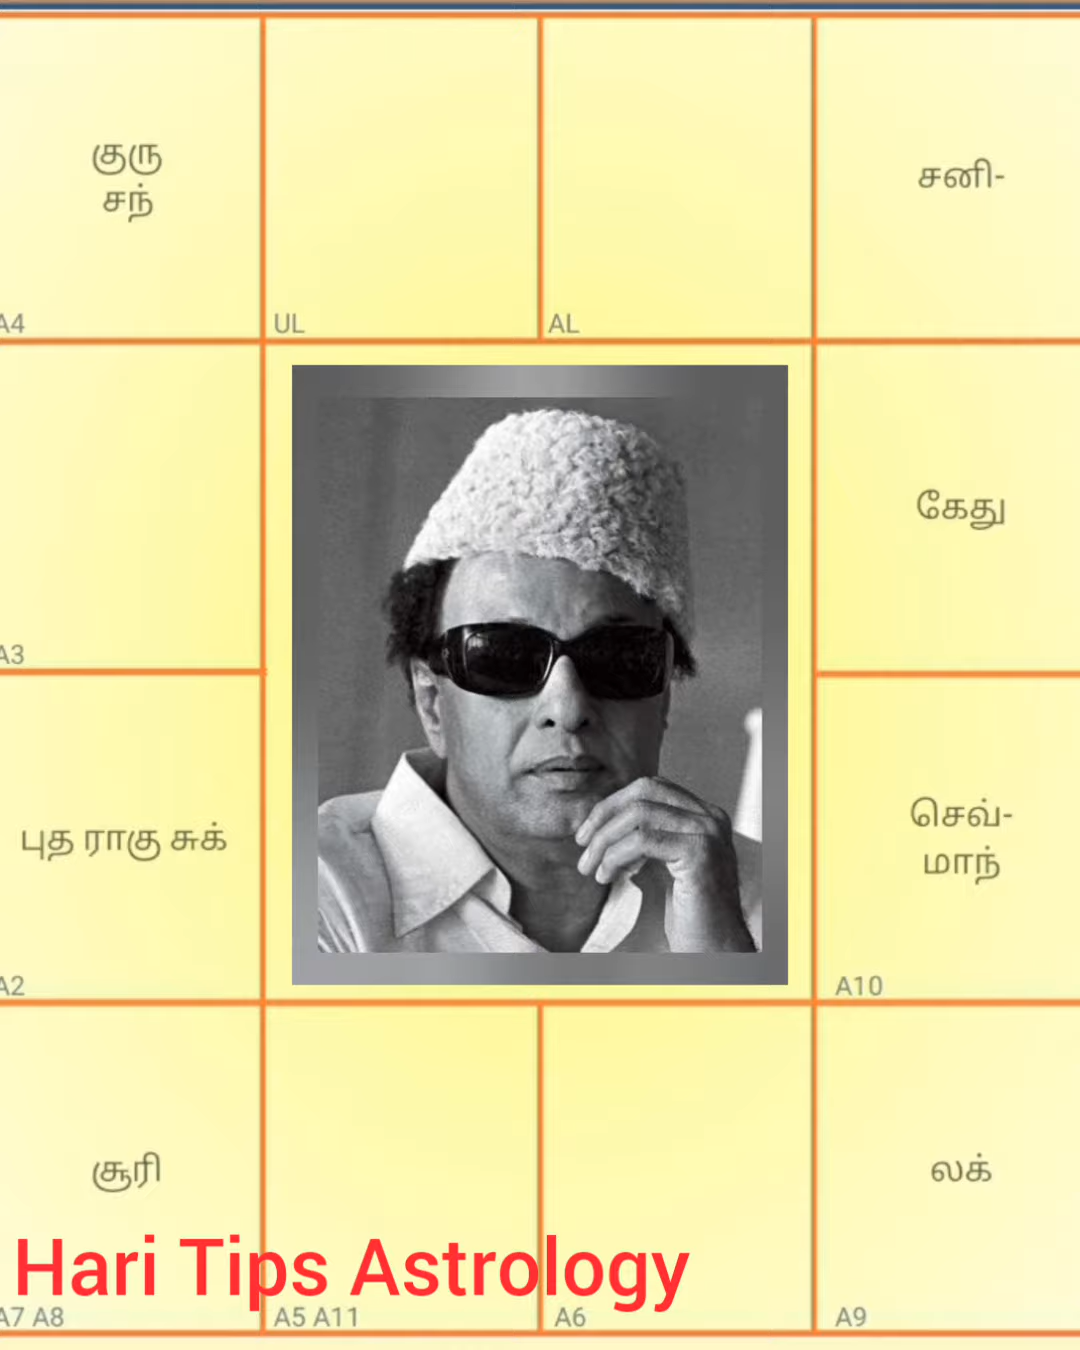 குரு
சந்
A4
UL
AL
சனி-
A3
கேது
புத ராகு சுக்
A2
செவ்-
மாந்
A10
சூரி
A7 A8
A5 A11
A6
லக்
A9
Hari Tips Astrology